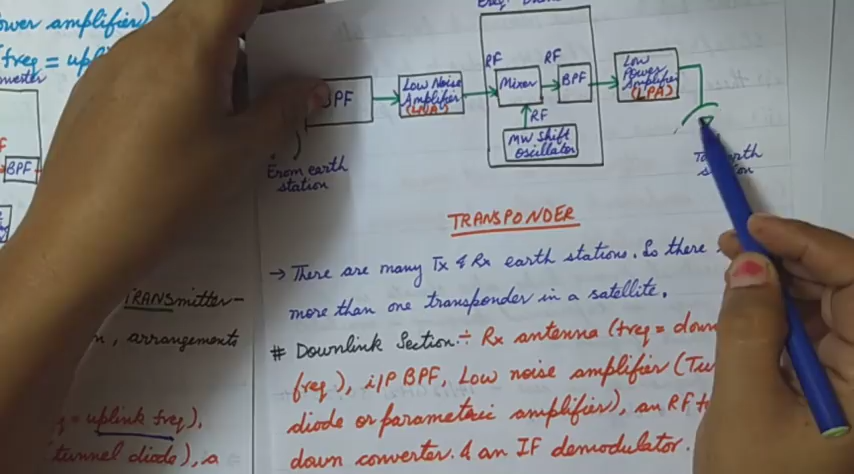 ower amplifier)
(freq = upl
BPF
BPF
Low Noise
Amplifier
(LNA)
RF
Mixer
RF
BPF
RF
MW Shift
Oscillator
Low
Power
Amplifier
(LPA)
From earth
station
TRANSPONDER
→ There are many Tx & Rx earth stations. So there
more than one transponder in a satellite.
# Downlink Section÷ Rx antenna (freq = down
freq), i/P BPF, Low noise amplifier (Tu
diode or parametric amplifier), an RF t
down converter. & an IF demodulator.
TRANSmitter-
n, arrangements
= uplink freq),
(tunnel diode), a